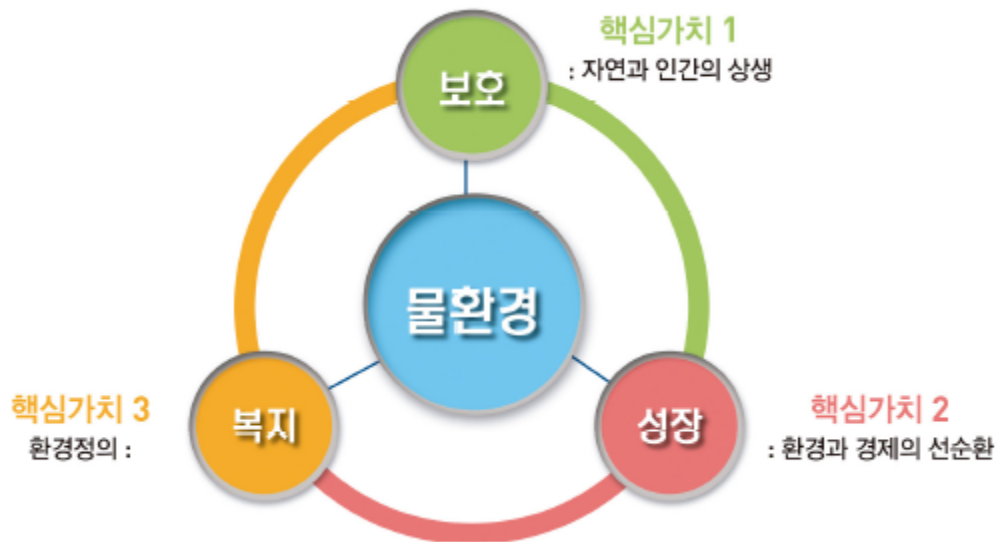 핵심가치 1
: 자연과 인간의 상생
보호
물환경
핵심가치 3
환경정의 :
복지
성장
핵심가치 2
: 환경과 경제의 선순환